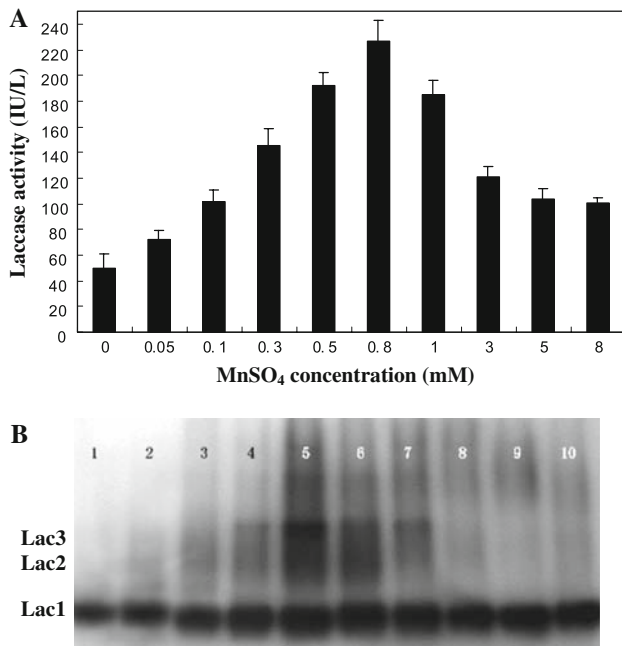 A
Laccase activity (IU/L)
240
220
200
180
160
140
120
100
80
60
40
20
0
0 0.05 0.1 0.3 0.5 0.8 1 3 5 8
MnSO₄ concentration (mM)
B
1 2 3 4 5 6 7 8 9 10
Lac3
Lac2
Lac1